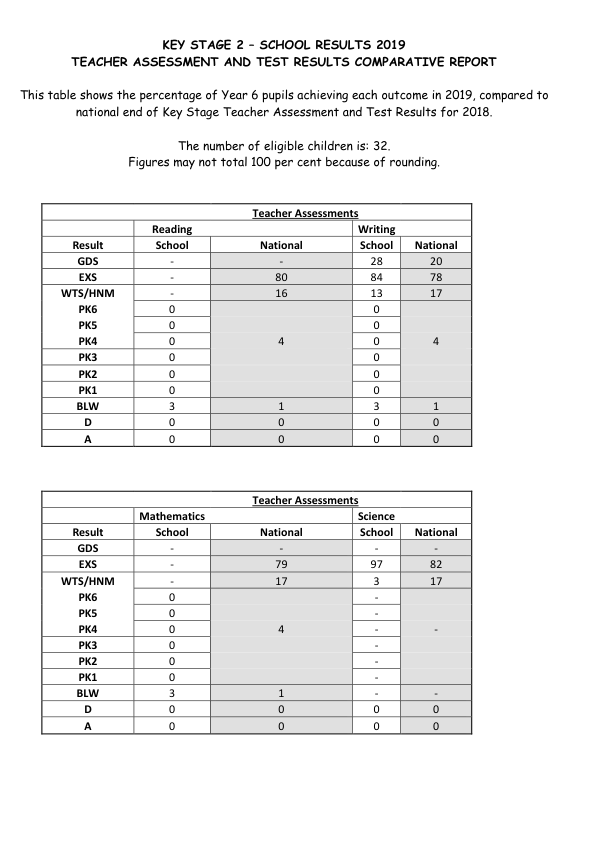 KEY STAGE 2 – SCHOOL RESULTS 2019
TEACHER ASSESSMENT AND TEST RESULTS COMPARATIVE REPORT
This table shows the percentage of Year 6 pupils achieving each outcome in 2019, compared to
national end of Key Stage Teacher Assessment and Test Results for 2018.
The number of eligible children is: 32.
Figures may not total 100 per cent because of rounding.
Teacher Assessments
Reading Writing
Result School National School National
GDS - - 28 20
EXS - 80 84 78
WTS/HNM - 16 13 17
PK6 0 0
PK5 0 0
PK4 0 4 0 4
PK3 0 0
PK2 0 0
PK1 0 0
BLW 3 1 3 1
D 0 0 0 0
A 0 0 0 0
Teacher Assessments
Mathematics Science
Result School National School National
GDS - - - -
EXS - 79 97 82
WTS/HNM - 17 3 17
PK6 0 -
PK5 0 -
PK4 0 4 - -
PK3 0 -
PK2 0 -
PK1 0 -
BLW 3 1 - -
D 0 0 0 0
A 0 0 0 0